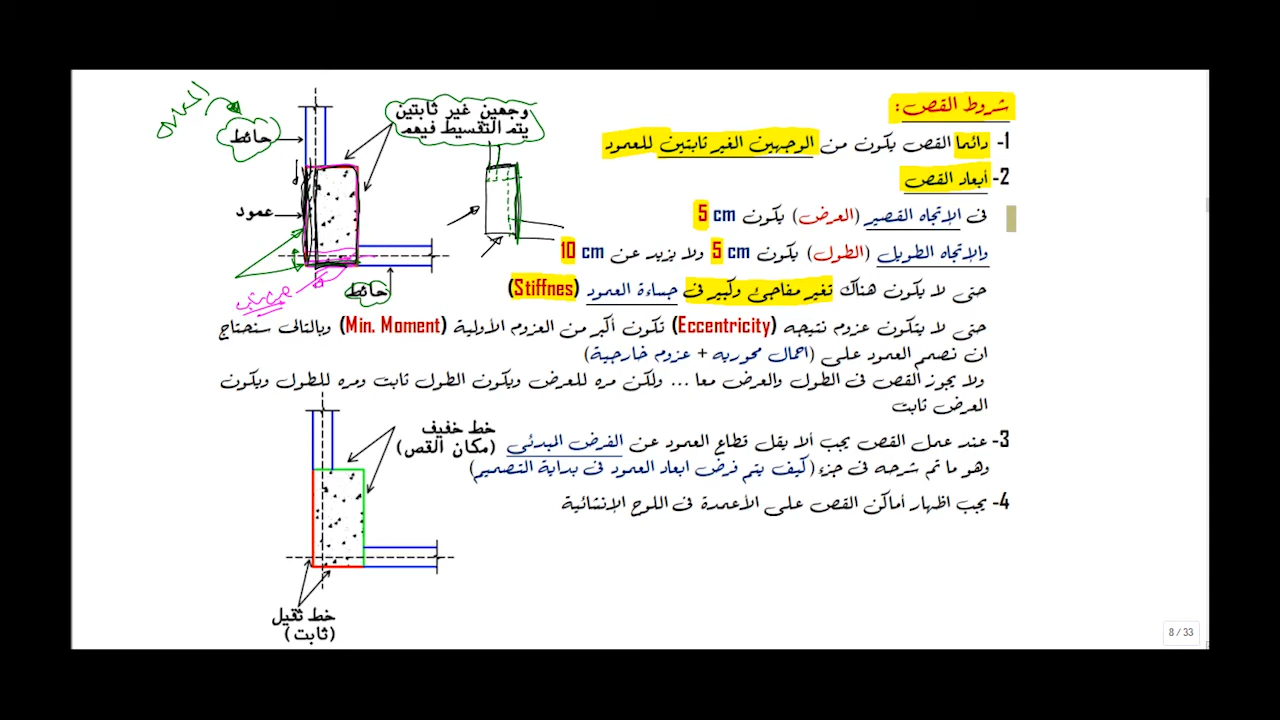 شروط القص:
1- دائما القص يكون من الوجهين الغير ثابتين للعمود
2- أبعاد القص
فى الإتجاه القصير (العرض) يكون 5 cm
والإتجاه الطويل (الطول) يكون 5 cm ولا يزيد عن 10 cm
حتى لا يكون هناك تغير مفاجئ وكبير فى جساءة العمود (Stiffnes)
حتى لا يتكون عزوم نتيجه (Eccentricity) تكون أكبر من العزوم الأولية (Min. Moment) وبالتالى سنحتاج
ان نصمم العمود على (احمال محوريه + عزوم خارجية)
ولا يجوز القص فى الطول والعرض معا ... ولكن مره للعرض ويكون الطول ثابت ومره للطول ويكون
العرض ثابت
3- عند عمل القص يجب ألا يقل قطاع العمود عن الفرض المبدئى
وهو ما تم شرحه فى جزء (كيف يتم فرض ابعاد العمود فى بداية التصميم)
4- يجب اظهار أماكن القص على الأعمدة فى اللوح الإنشائية
وجهين غير ثابتين
يتم التقسيط فيهم
حائط
عمود
حائط
خط خفيف
(مكان القص)
خط ثقيل
(ثابت)
8 / 33